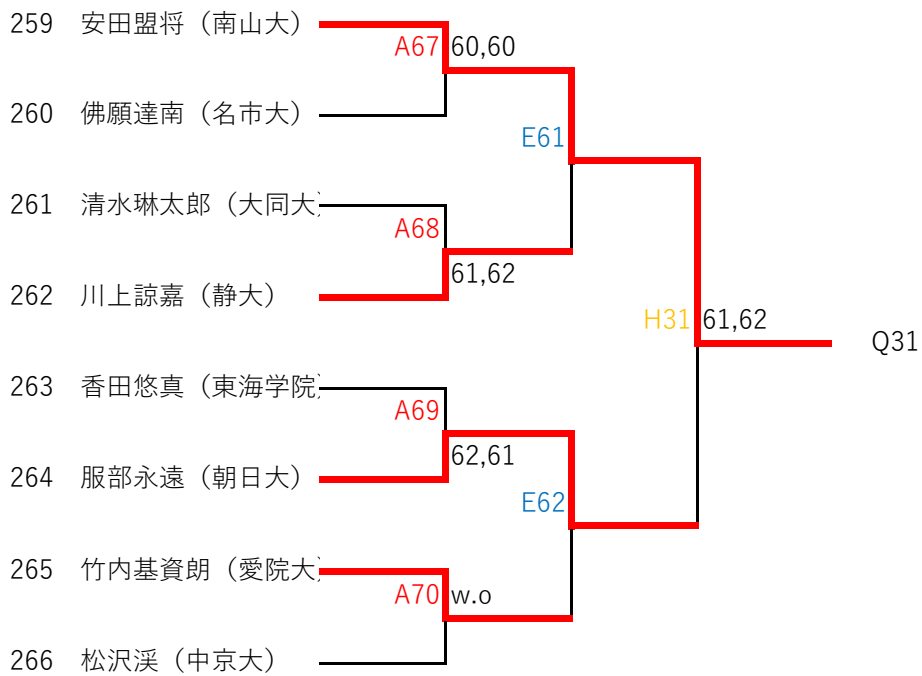 259 安田盟将（南山大）
A67 60,60
260 佛願達南（名市大）
E61
261 清水琳太郎（大同大）
A68
61,62
262 川上諒嘉（静大）
H31 61,62
Q31
263 香田悠真（東海学院）
A69
62,61
264 服部永遠（朝日大）
E62
265 竹内基資朗（愛院大）
A70 w.o
266 松沢渓（中京大）